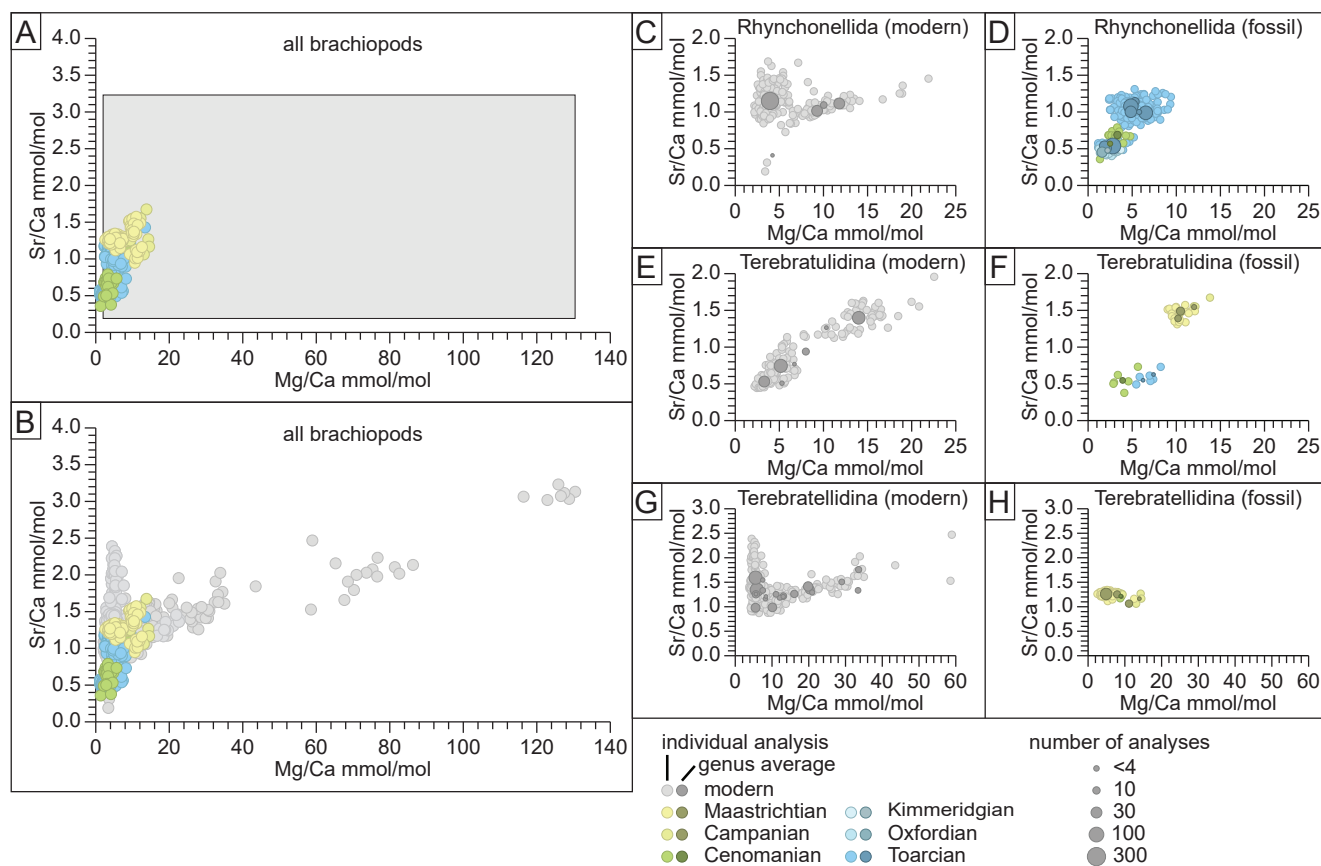 A
all brachiopods
4.0
3.5
3.0
2.5
2.0
1.5
1.0
0.5
0.0
Sr/Ca mmol/mol
0 20 40 60 80 100 120 140
Mg/Ca mmol/mol
B
all brachiopods
4.0
3.5
3.0
2.5
2.0
1.5
1.0
0.5
0.0
Sr/Ca mmol/mol
0 20 40 60 80 100 120 140
Mg/Ca mmol/mol
C
Rhynchonellida (modern)
2.0
1.5
1.0
0.5
0.0
Sr/Ca mmol/mol
0 5 10 15 20 25
Mg/Ca mmol/mol
D
Rhynchonellida (fossil)
2.0
1.5
1.0
0.5
0.0
Sr/Ca mmol/mol
0 5 10 15 20 25
Mg/Ca mmol/mol
E
Terebratulidina (modern)
2.0
1.5
1.0
0.5
0.0
Sr/Ca mmol/mol
0 5 10 15 20 25
Mg/Ca mmol/mol
F
Terebratulidina (fossil)
2.0
1.5
1.0
0.5
0.0
Sr/Ca mmol/mol
0 5 10 15 20 25
Mg/Ca mmol/mol
G
Terebratellidina (modern)
3.0
2.5
2.0
1.5
1.0
0.5
0.0
Sr/Ca mmol/mol
0 10 20 30 40 50 60
Mg/Ca mmol/mol
H
Terebratellidina (fossil)
3.0
2.5
2.0
1.5
1.0
0.5
0.0
Sr/Ca mmol/mol
0 10 20 30 40 50 60
Mg/Ca mmol/mol
individual analysis
genus average
modern
Maastrichtian
Campanian
Cenomanian
Kimmeridgian
Oxfordian
Toarcian
number of analyses
<4
10
30
100
300